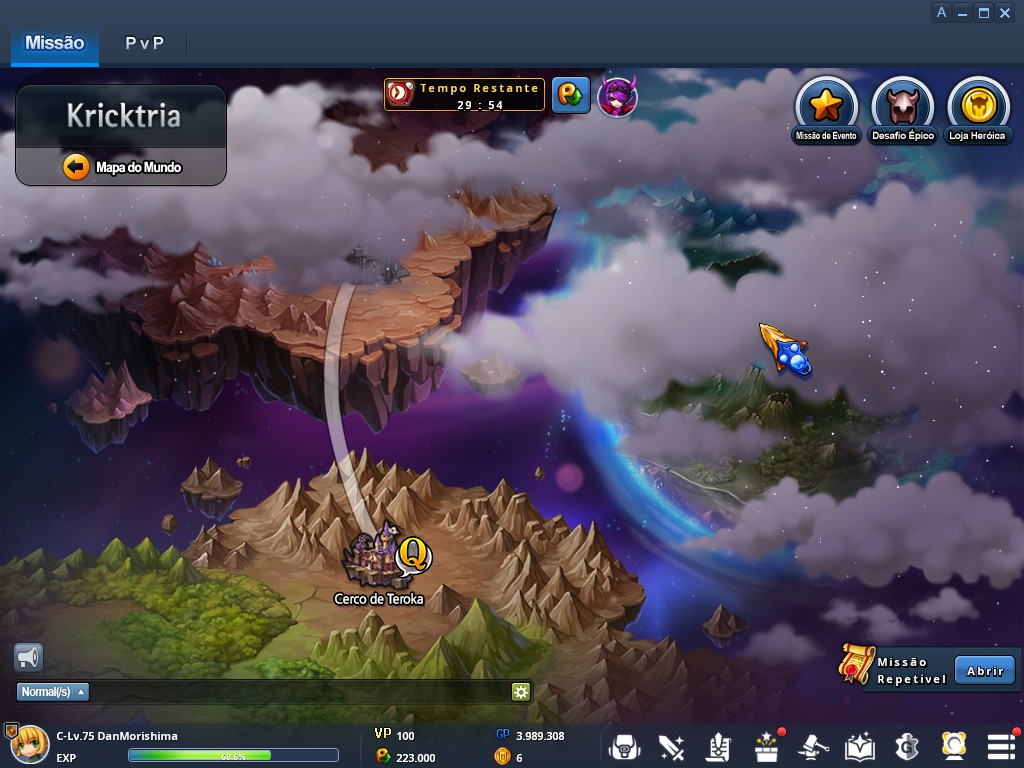 A
Missão
PvP
Kricktria
Mapa do Mundo
Tempo Restante
29 : 54
Missão de Evento
Desafio Épico
Loja Heróica
Q
Cerco de Teroka
Missão
Repetivel
Abrir
Normal(/s)
C-Lv.75 DanMorishima
EXP
68.6%
VP 100
223.000
GP 3.989.308
6